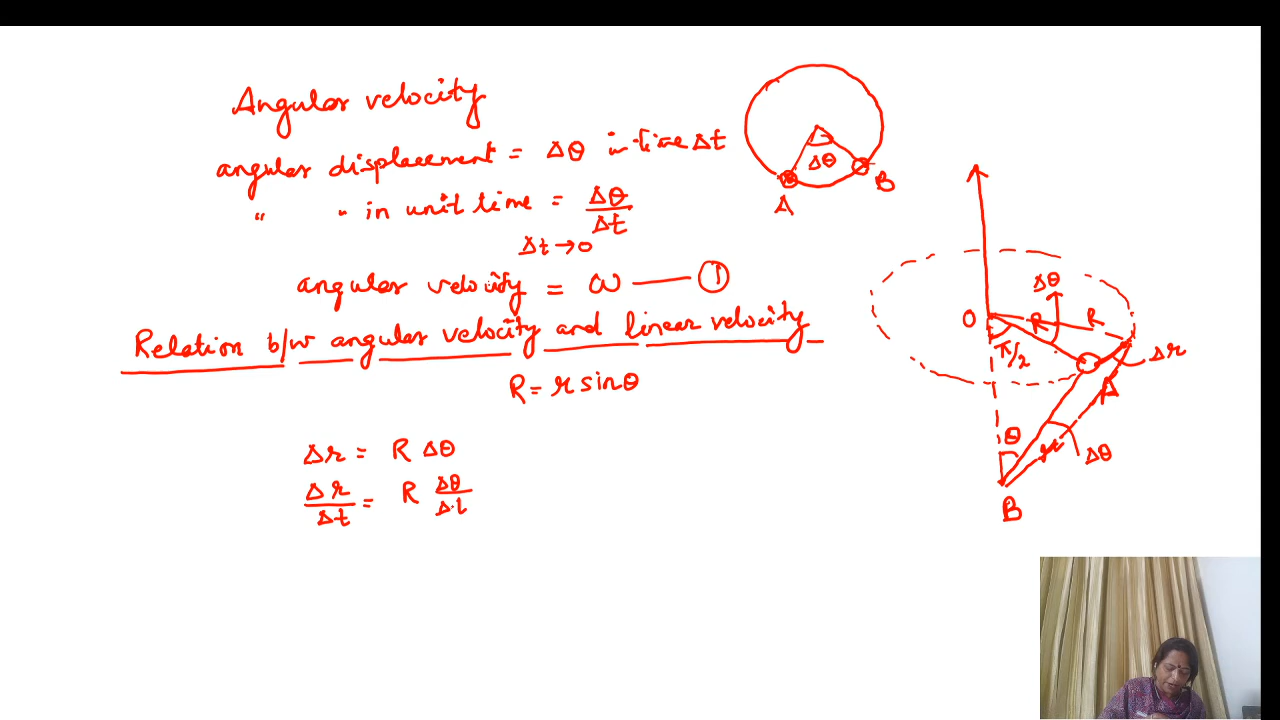 Angular velocity
angular displacement = Δθ in time Δt
" " in unit time = Δθ/Δt
Δt → 0
angular velocity = ω — ①
Relation b/w angular velocity and linear velocity
R = r sinθ
Δr = R Δθ
Δr/Δt = R Δθ/Δt
Δθ
A
B
Δθ
O
R
R
π/2
Δr
A
θ
r
Δθ
B